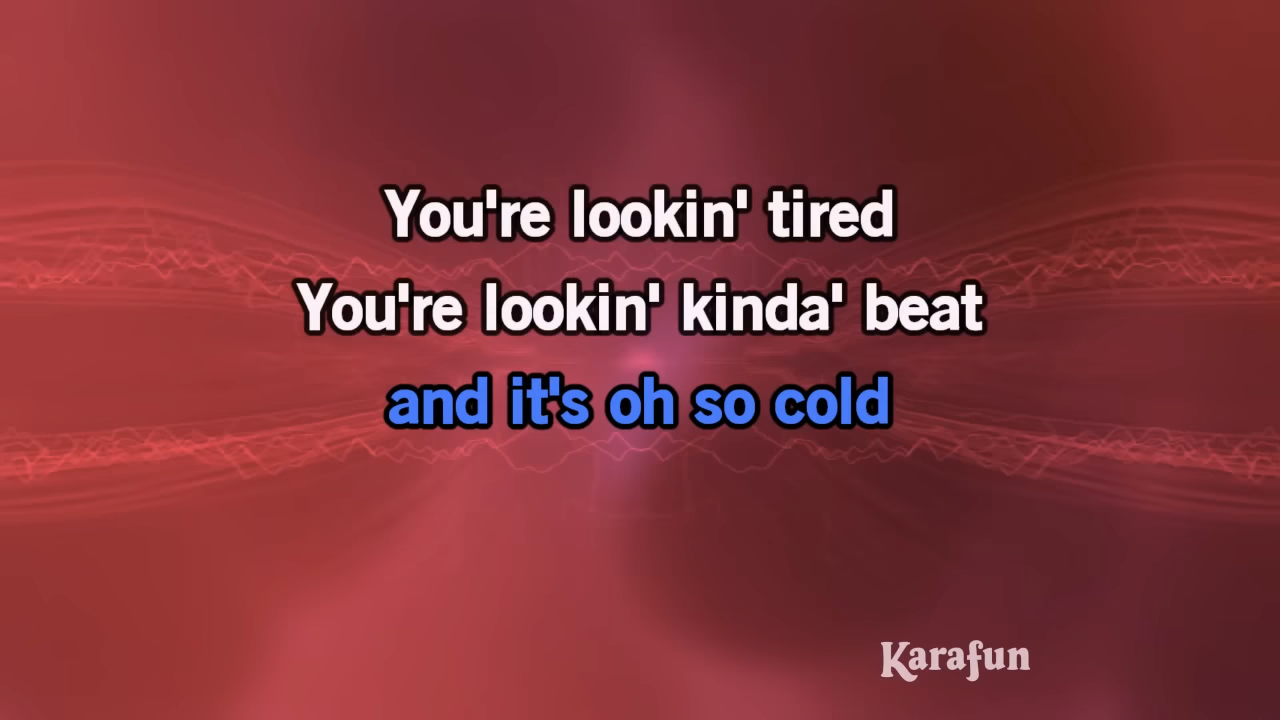 You're lookin' tired
You're lookin' kinda' beat
and it's oh so cold
Karafun